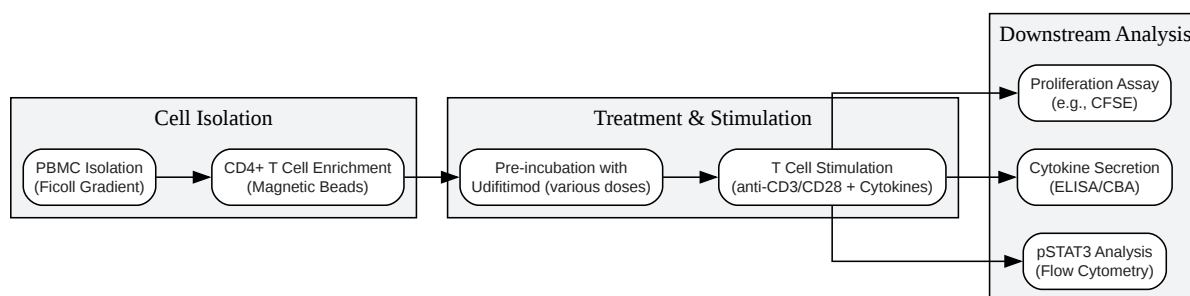 Cell Isolation
PBMC Isolation
(Ficoll Gradient)
CD4+ T Cell Enrichment
(Magnetic Beads)
Treatment & Stimulation
Pre-incubation with
Udifitimod (various doses)
T Cell Stimulation
(anti-CD3/CD28 + Cytokines)
Downstream Analysis
Proliferation Assay
(e.g., CFSE)
Cytokine Secretion
(ELISA/CBA)
pSTAT3 Analysis
(Flow Cytometry)